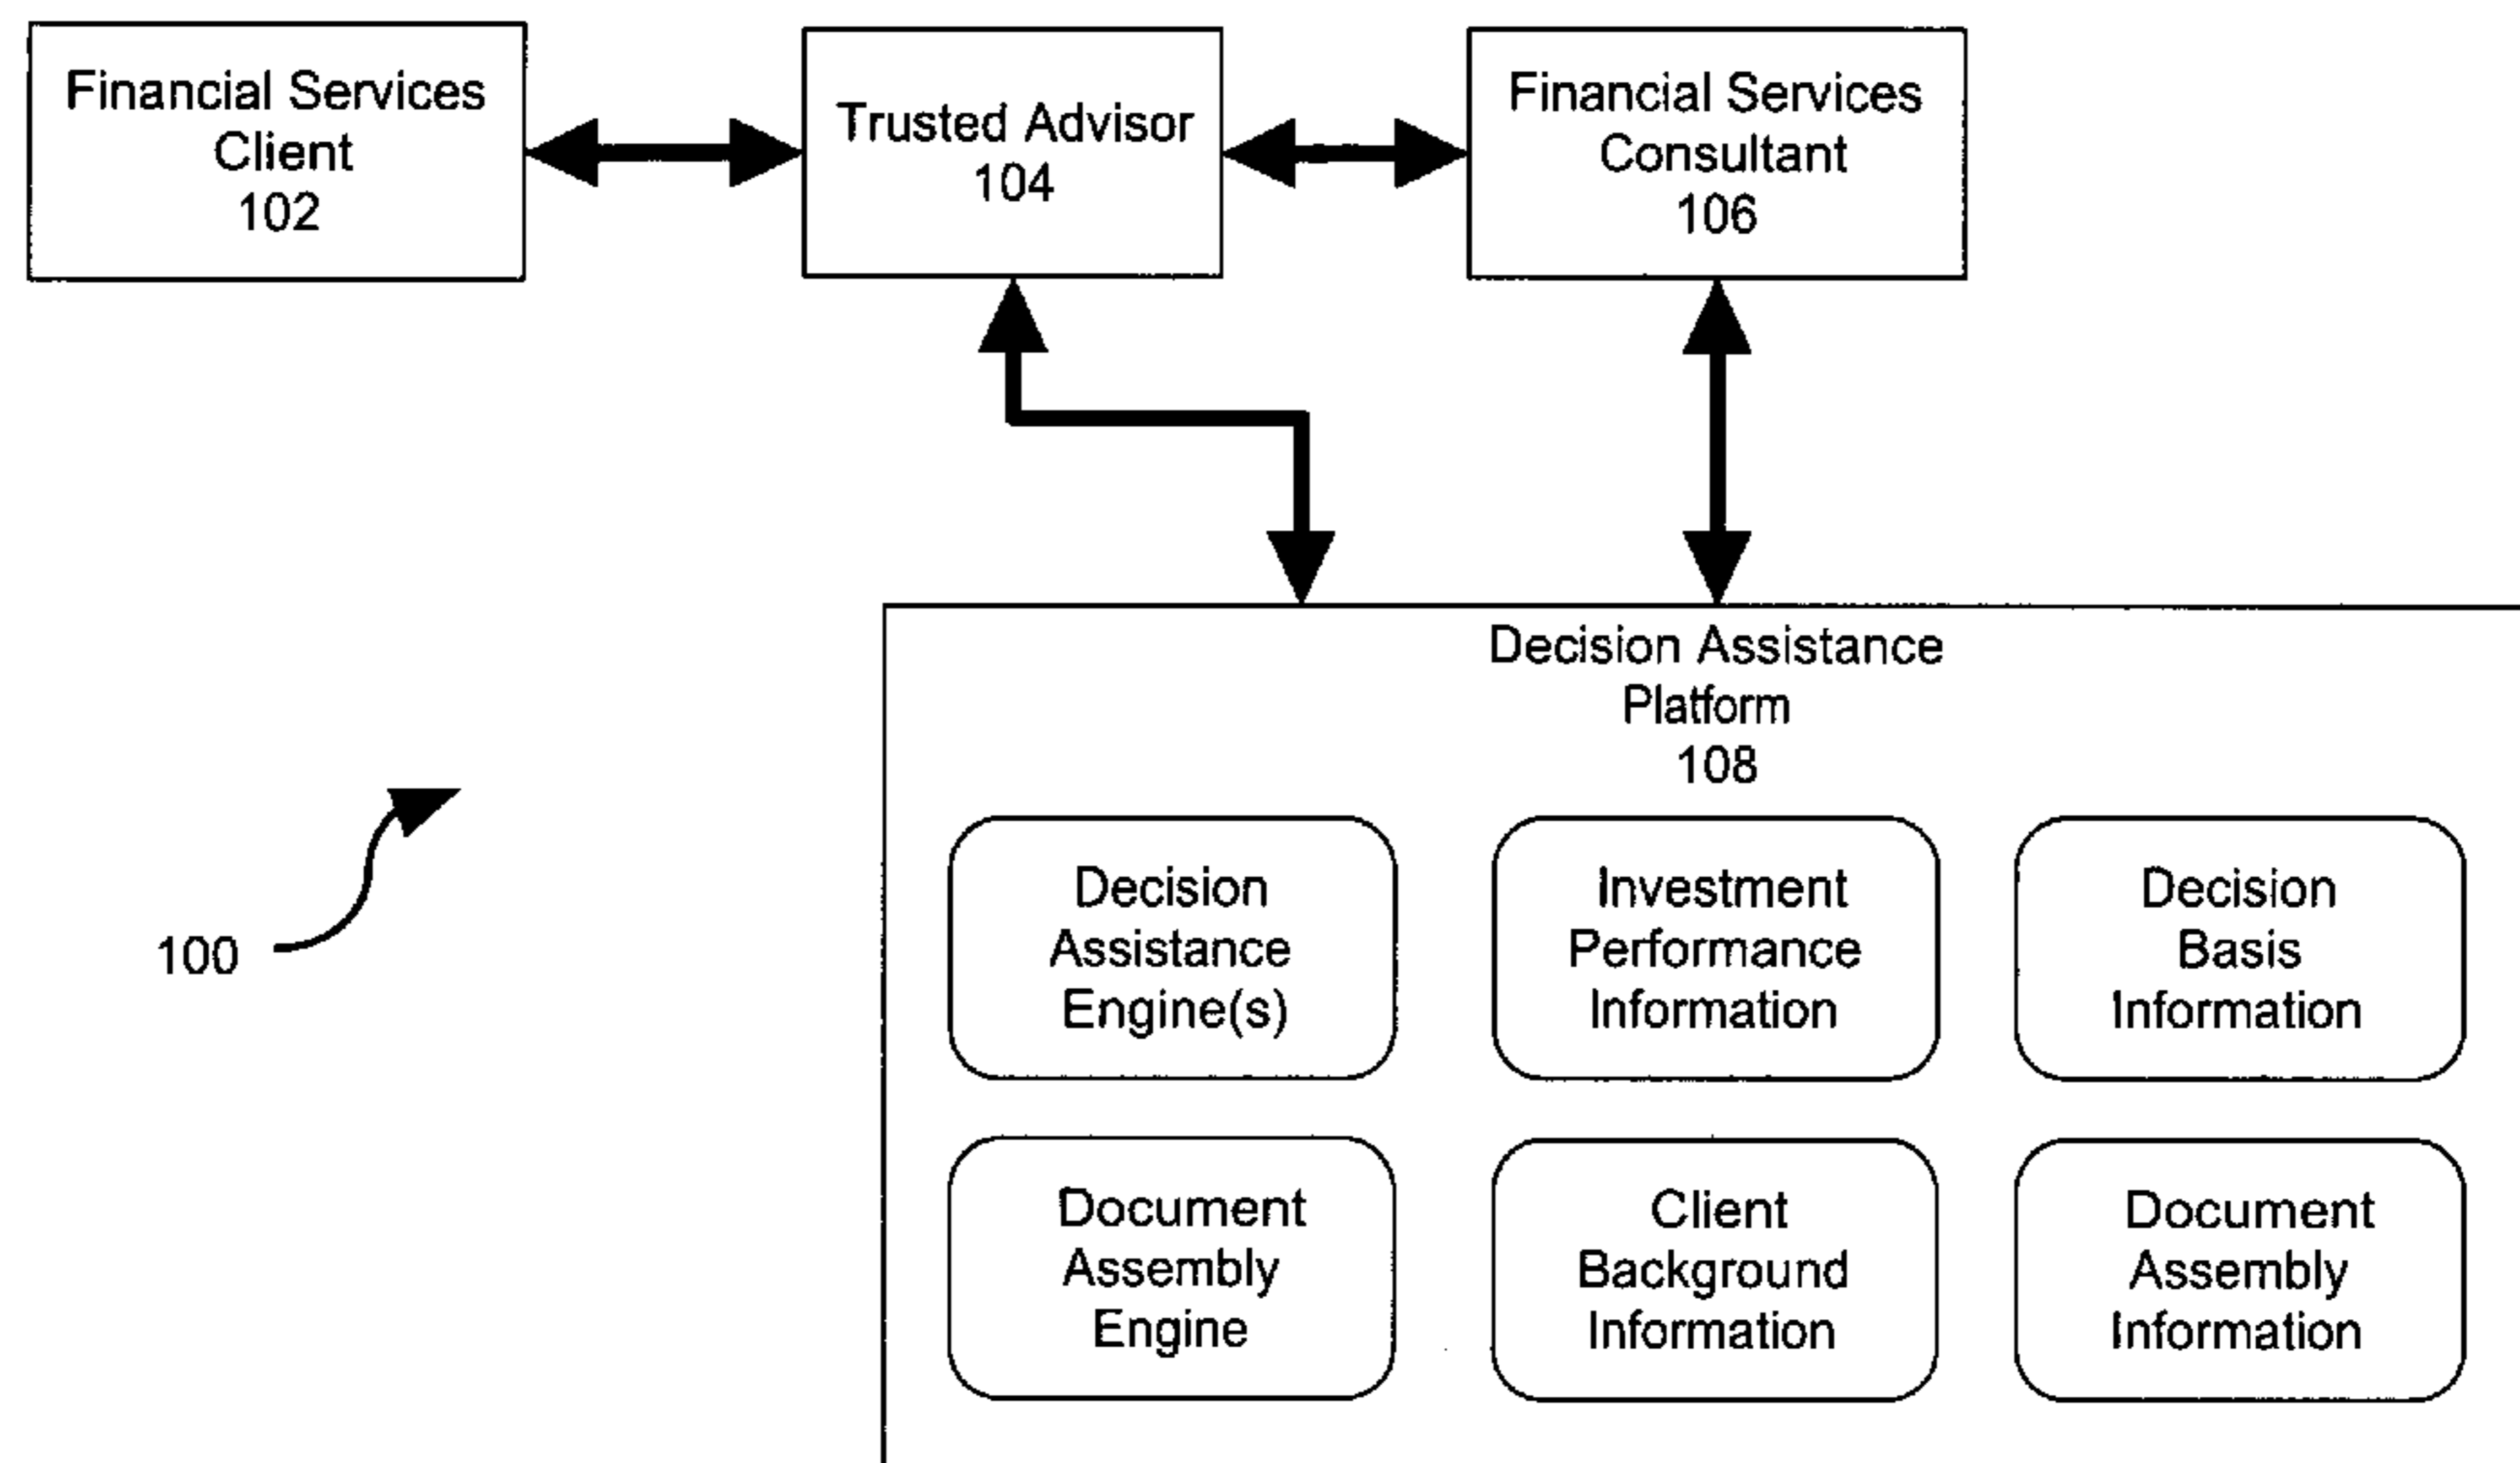 Financial Services
Client
102
Trusted Advisor
104
Financial Services
Consultant
106
Decision Assistance
Platform
108
100
Decision
Assistance
Engine(s)
Investment
Performance
Information
Decision
Basis
Information
Document
Assembly
Engine
Client
Background
Information
Document
Assembly
Information